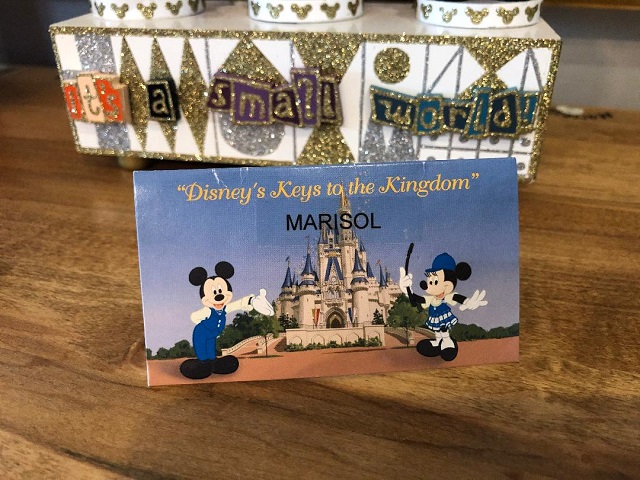 it's a small world!
"Disney's Keys to the Kingdom"
MARISOL